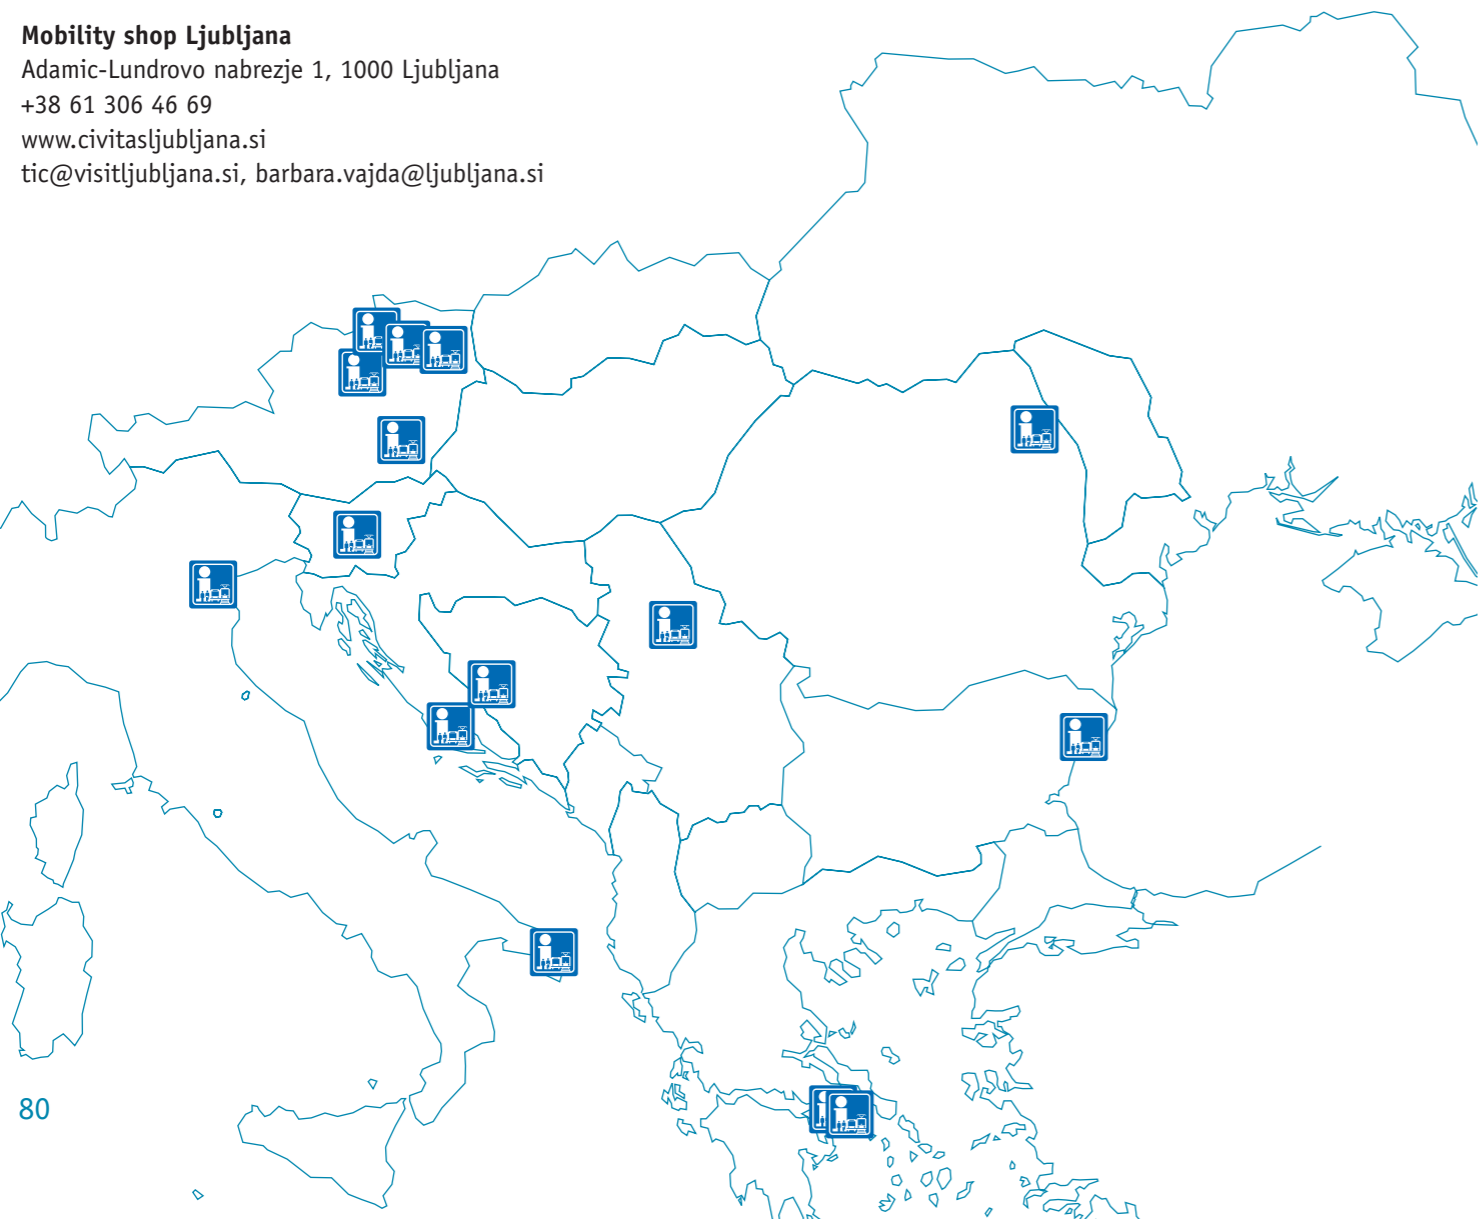 Mobility shop Ljubljana
Adamic-Lundrovo nabrezje 1, 1000 Ljubljana
+38 61 306 46 69
www.civitasljubljana.si
tic@visitljubljana.si, barbara.vajda@ljubljana.si
80